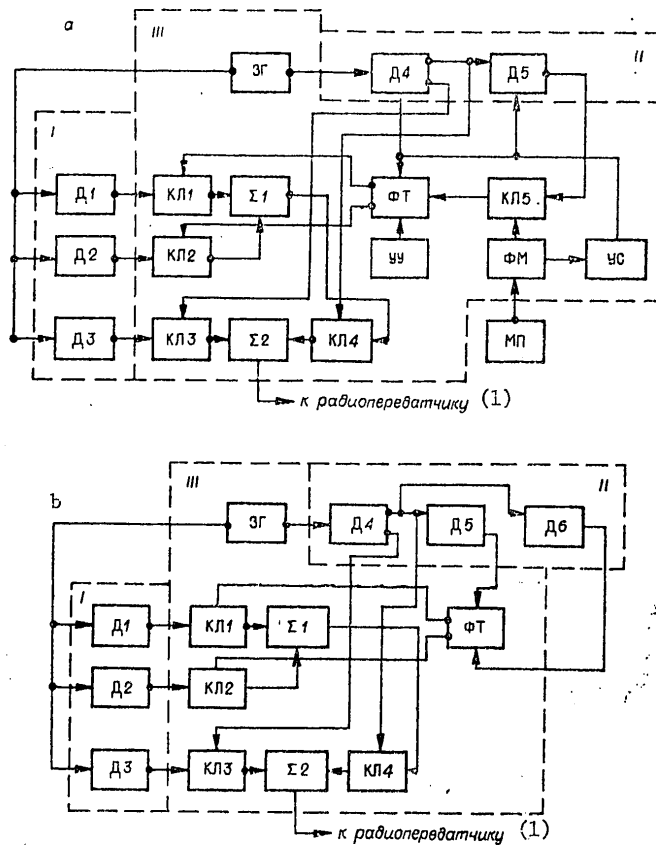 a
III
ЗГ
Д4
Д5
II
I
Д1
КЛ1
Σ1
ФТ
КЛ5
Д2
КЛ2
УУ
ФМ
УС
Д3
КЛ3
Σ2
КЛ4
МП
к радиопередатчику (1)
b
III
II
ЗГ
Д4
Д5
Д6
I
Д1
КЛ1
Σ1
ФТ
Д2
КЛ2
Д3
КЛ3
Σ2
КЛ4
к радиопередатчику (1)